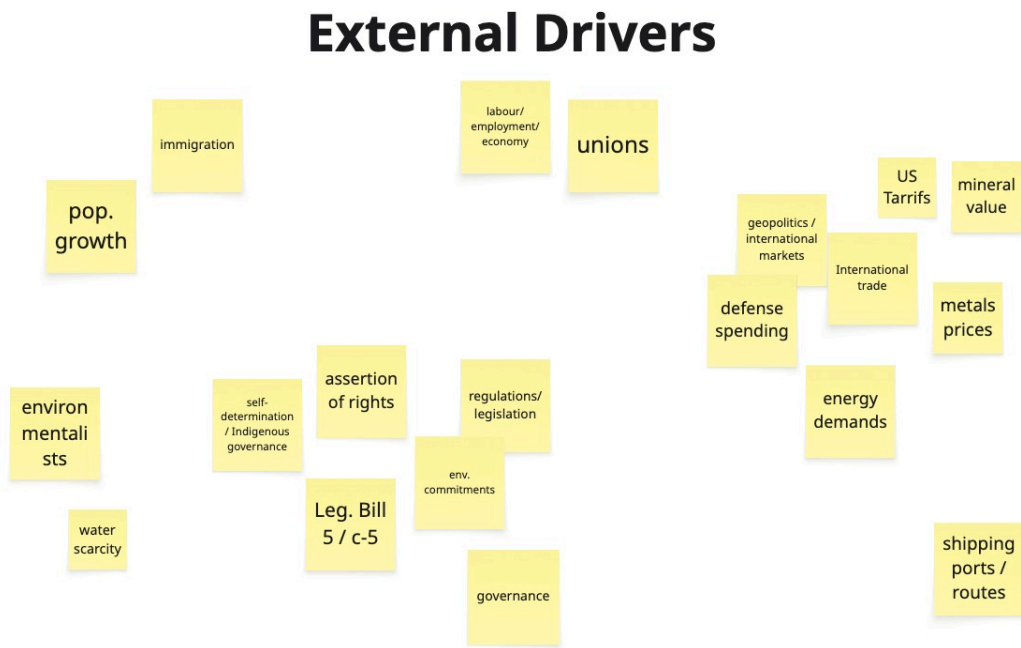 External Drivers
immigration
pop.
growth
labour/
employment/
economy
unions
US
Tarrifs
mineral
value
geopolitics /
international
markets
International
trade
defense
spending
metals
prices
energy
demands
environ
mentali
sts
water
scarcity
self-
determination
/ Indigenous
governance
assertion
of rights
regulations/
legislation
env.
commitments
Leg. Bill
5 / c-5
governance
shipping
ports /
routes